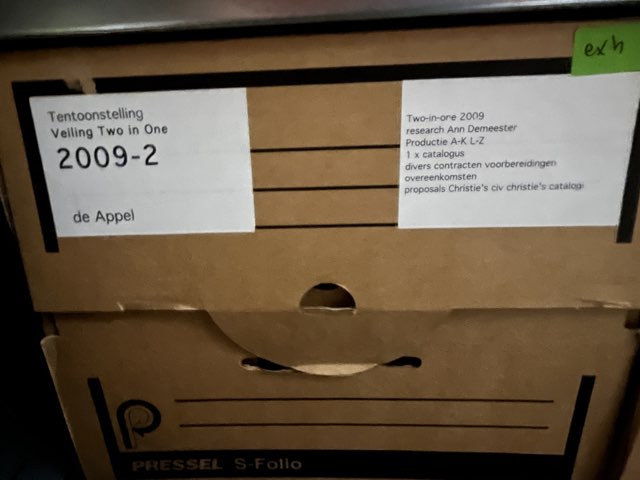 exh
Tentoonstelling
Veiling Two in One
2009-2
de Appel
Two-in-one 2009
research Ann Demeester
Productie A-K L-Z
1 x catalogus
divers contracten voorbereidingen
overeenkomsten
proposals Christie's civ christie's catalog
PRESSEL S-Folio